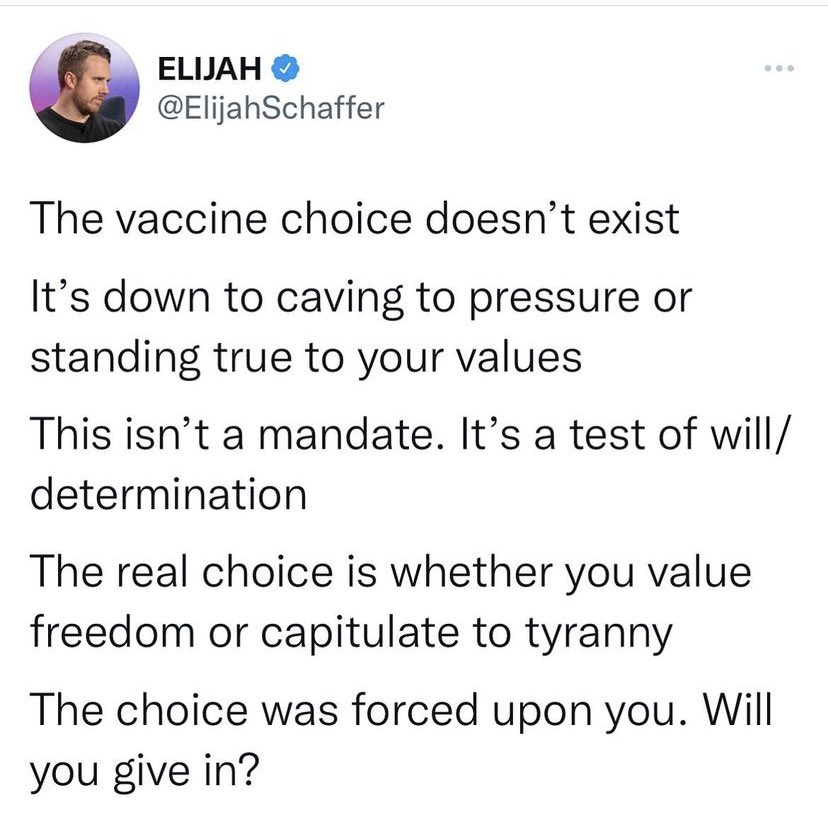 ELIJAH
@ElijahSchaffer
The vaccine choice doesn’t exist
It’s down to caving to pressure or
standing true to your values
This isn’t a mandate. It’s a test of will/
determination
The real choice is whether you value
freedom or capitulate to tyranny
The choice was forced upon you. Will
you give in?